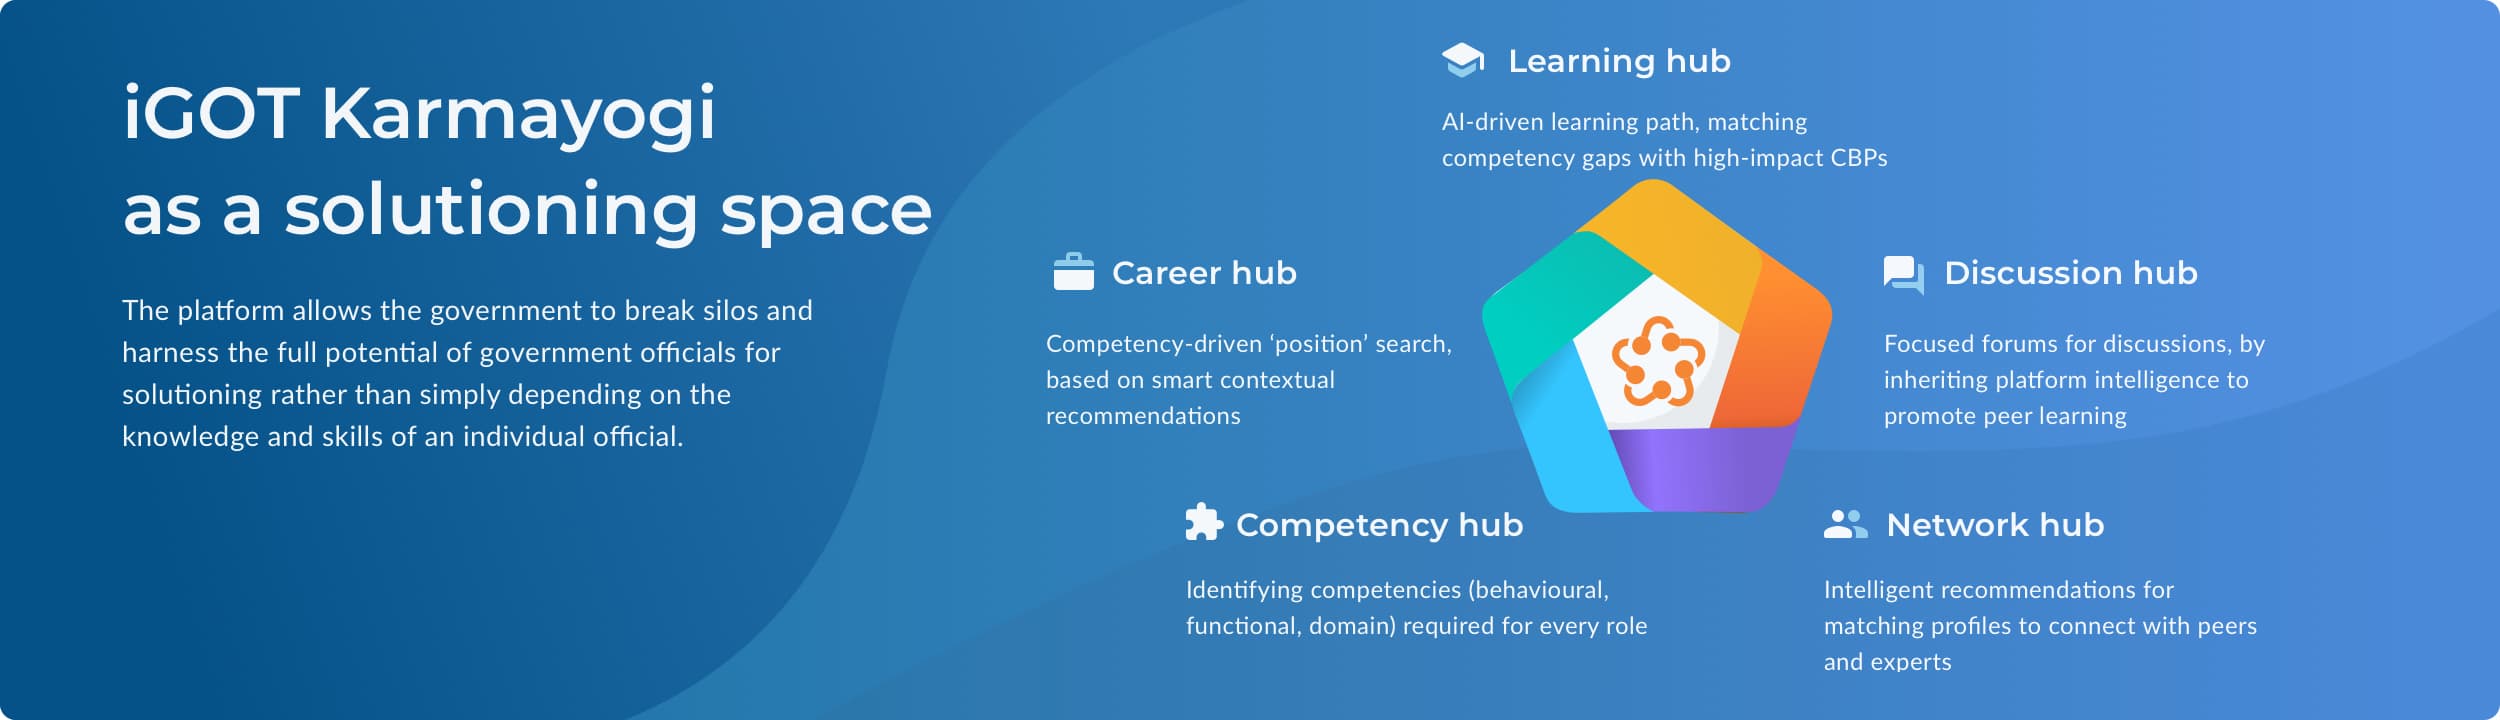 iGOT Karmayogi
as a solutioning space
The platform allows the government to break silos and
harness the full potential of government officials for
solutioning rather than simply depending on the
knowledge and skills of an individual official.
Learning hub
AI-driven learning path, matching
competency gaps with high-impact CBPs
Career hub
Competency-driven ‘position’ search,
based on smart contextual
recommendations
Discussion hub
Focused forums for discussions, by
inheriting platform intelligence to
promote peer learning
Competency hub
Identifying competencies (behavioural,
functional, domain) required for every role
Network hub
Intelligent recommendations for
matching profiles to connect with peers
and experts